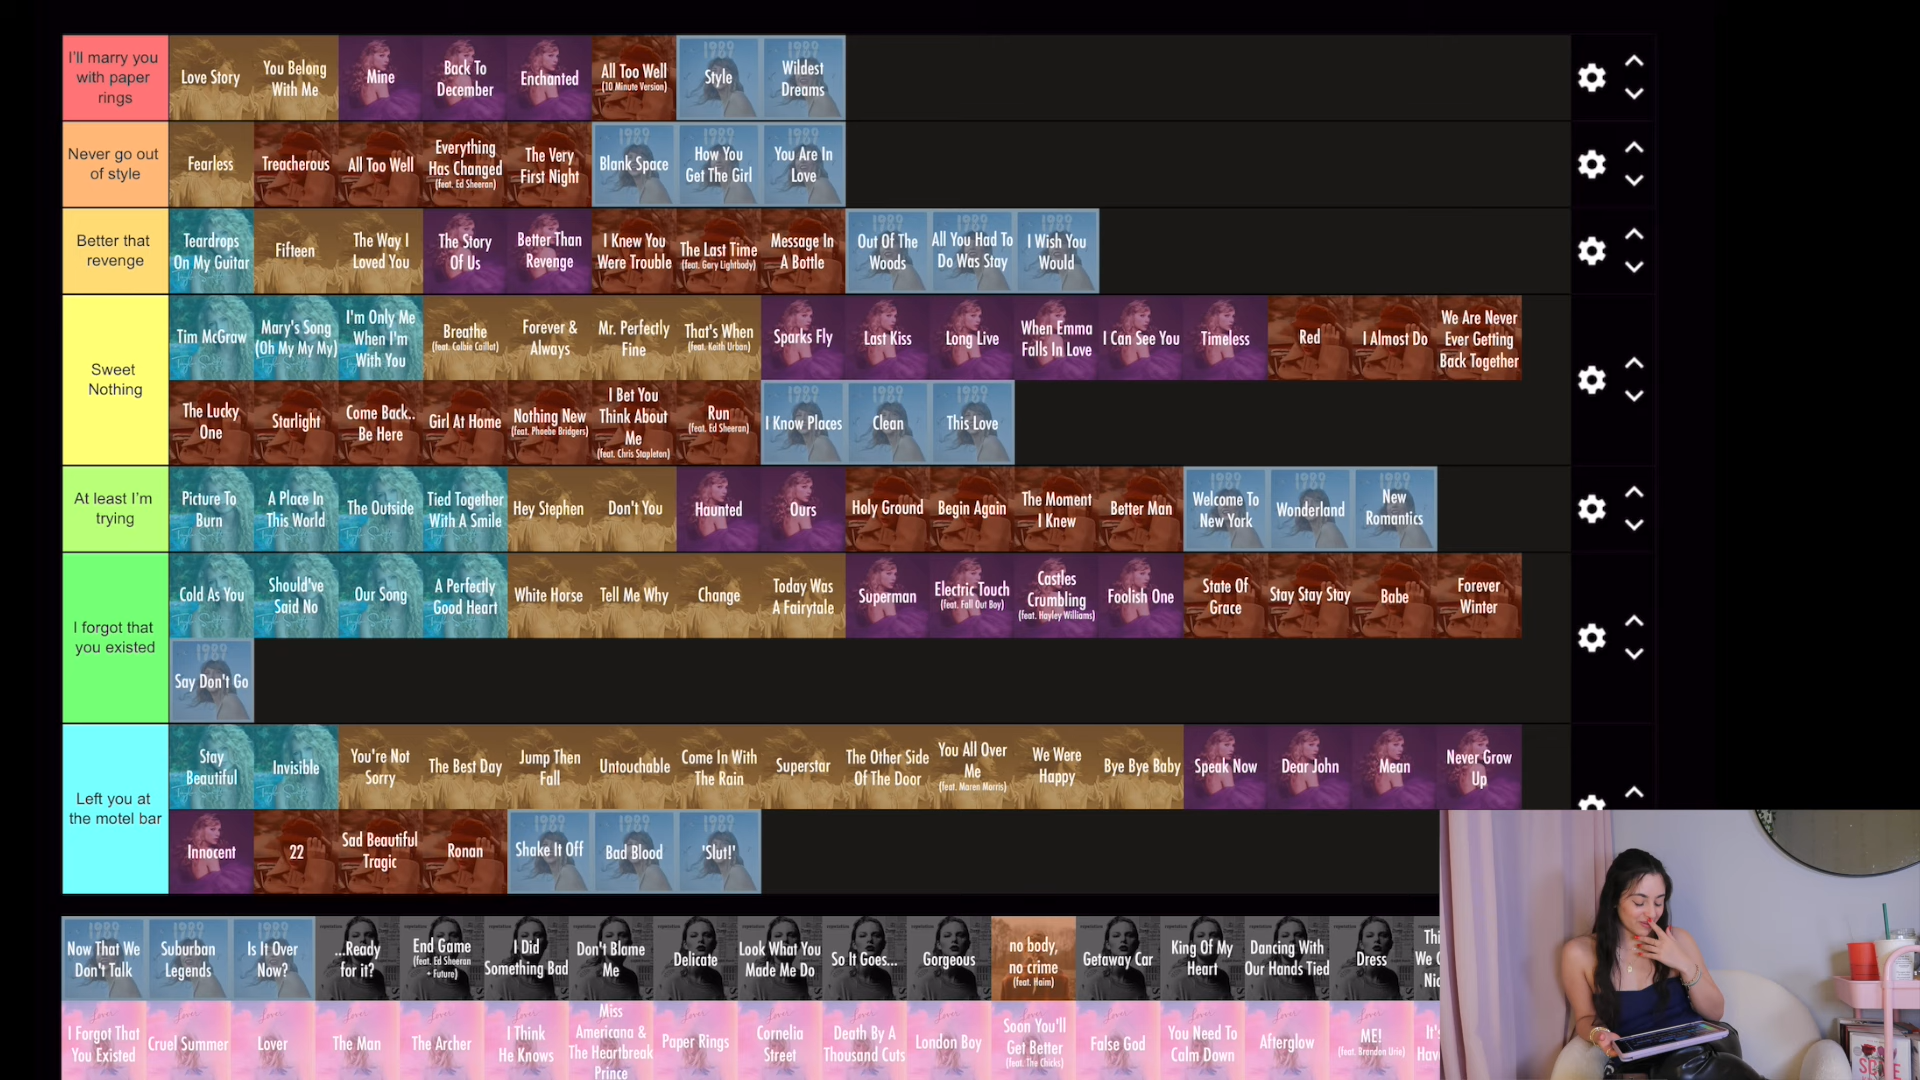 I'll marry you
with paper
rings
Love Story
You Belong
With Me
Mine
Back To
December
Enchanted
All Too Well
(10 Minute Version)
Style
Wildest
Dreams
Never go out
of style
Fearless
Treacherous
All Too Well
Everything
Has Changed
(feat. Ed Sheeran)
The Very
First Night
Blank Space
How You
Get The Girl
You Are In
Love
Better that
revenge
Teardrops
On My Guitar
Fifteen
The Way I
Loved You
The Story
Of Us
Better Than
Revenge
I Knew You
Were Trouble
The Last Time
(feat. Gary Lightbody)
Message In
A Bottle
Out Of The
Woods
All You Had To
Do Was Stay
I Wish You
Would
Sweet
Nothing
Tim McGraw
Mary's Song
(Oh My My My)
I'm Only Me
When I'm
With You
Breathe
(feat. Colbie Caillat)
Forever &
Always
Mr. Perfectly
Fine
That's When
(feat. Keith Urban)
Sparks Fly
Last Kiss
Long Live
When Emma
Falls In Love
I Can See You
Timeless
Red
I Almost Do
We Are Never
Ever Getting
Back Together
The Lucky
One
Starlight
Come Back..
Be Here
Girl At Home
Nothing New
(feat. Phoebe Bridgers)
I Bet You
Think About
Me
(feat. Chris Stapleton)
Run
(feat. Ed Sheeran)
I Know Places
Clean
This Love
At least I'm
trying
Picture To
Burn
A Place In
This World
The Outside
Tied Together
With A Smile
Hey Stephen
Don't You
Haunted
Ours
Holy Ground
Begin Again
The Moment
I Knew
Better Man
Welcome To
New York
Wonderland
New
Romantics
I forgot that
you existed
Cold As You
Should've
Said No
Our Song
A Perfectly
Good Heart
White Horse
Tell Me Why
Change
Today Was
A Fairytale
Superman
Electric Touch
(feat. Fall Out Boy)
Castles
Crumbling
(feat. Hayley Williams)
Foolish One
State Of
Grace
Stay Stay Stay
Babe
Forever
Winter
Say Don't Go
Left you at
the motel bar
Stay
Beautiful
Invisible
You're Not
Sorry
The Best Day
Jump Then
Fall
Untouchable
Come In With
The Rain
Superstar
The Other Side
Of The Door
You All Over
Me
(feat. Maren Morris)
We Were
Happy
Bye Bye Baby
Speak Now
Dear John
Mean
Never Grow
Up
Innocent
22
Sad Beautiful
Tragic
Ronan
Shake It Off
Bad Blood
'Slut!'
Now That We
Don't Talk
Suburban
Legends
Is It Over
Now?
...Ready
for it?
End Game
(feat. Ed Sheeran
+ Future)
I Did
Something Bad
Don't Blame
Me
Delicate
Look What You
Made Me Do
So It Goes...
Gorgeous
no body,
no crime
(feat. Haim)
Getaway Car
King Of My
Heart
Dancing With
Our Hands Tied
Dress
I Forgot That
You Existed
Cruel Summer
Lover
The Man
The Archer
I Think
He Knows
Miss
Americana &
The Heartbreak
Prince
Paper Rings
Cornelia
Street
Death By A
Thousand Cuts
London Boy
Soon You'll
Get Better
(feat. The Chicks)
False God
You Need To
Calm Down
Afterglow
ME!
(feat. Brendon Urie)